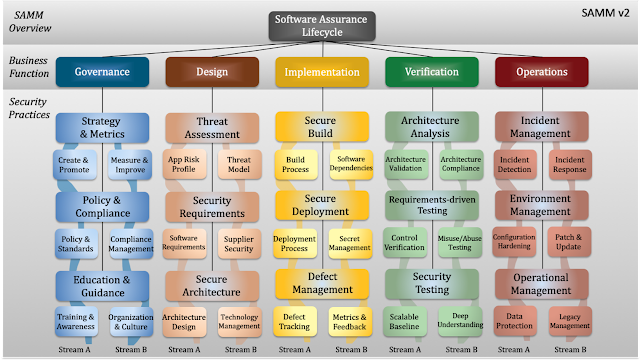 SAMM
Overview
Software Assurance
Lifecycle
SAMM v2
Business
Function
Governance
Design
Implementation
Verification
Operations
Security
Practices
Strategy
& Metrics
Threat
Assessment
Secure
Build
Architecture
Analysis
Incident
Management
Create &
Promote
Measure &
Improve
App Risk
Profile
Threat
Model
Build
Process
Software
Dependencies
Architecture
Validation
Architecture
Compliance
Incident
Detection
Incident
Response
Policy &
Compliance
Security
Requirements
Secure
Deployment
Requirements-driven
Testing
Environment
Management
Policy &
Standards
Compliance
Management
Software
Requirements
Supplier
Security
Deployment
Process
Secret
Management
Control
Verification
Misuse/Abuse
Testing
Configuration
Hardening
Patch &
Update
Education &
Guidance
Secure
Architecture
Defect
Management
Security
Testing
Operational
Management
Training &
Awareness
Organization
& Culture
Architecture
Design
Technology
Management
Defect
Tracking
Metrics &
Feedback
Scalable
Baseline
Deep
Understanding
Data
Protection
Legacy
Management
Stream A
Stream B
Stream A
Stream B
Stream A
Stream B
Stream A
Stream B
Stream A
Stream B